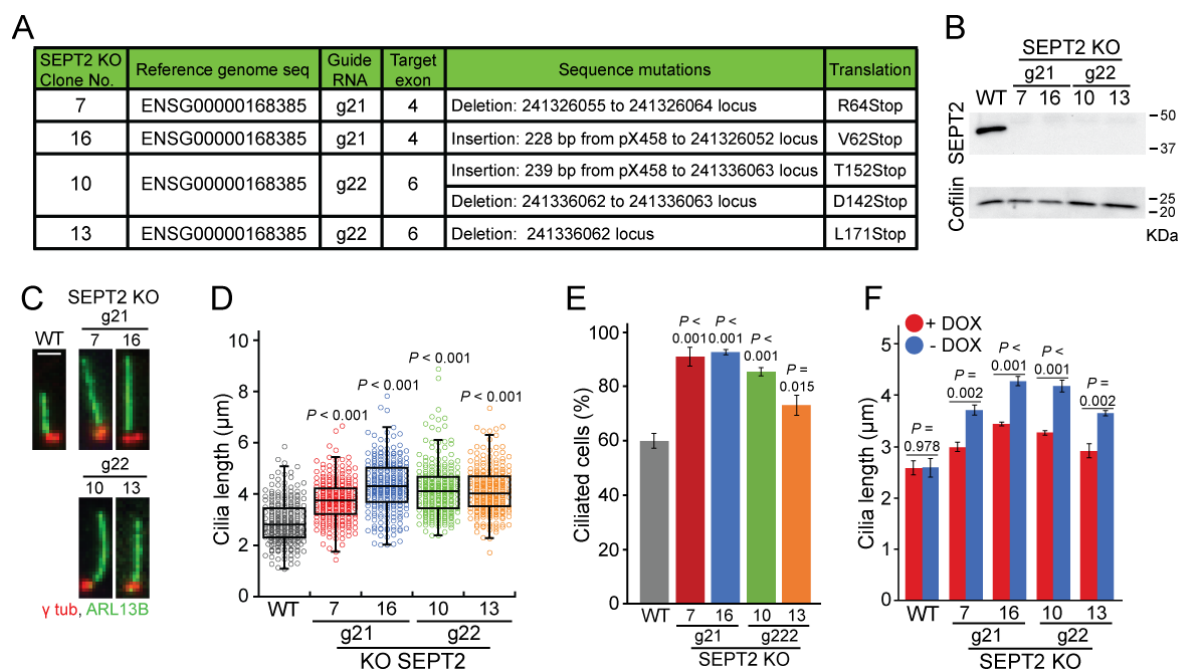 A
SEPT2 KO Clone No. Reference genome seq Guide RNA Target exon Sequence mutations Translation
7 ENSG00000168385 g21 4 Deletion: 241326055 to 241326064 locus R64Stop
16 ENSG00000168385 g21 4 Insertion: 228 bp from pX458 to 241326052 locus V62Stop
10 ENSG00000168385 g22 6 Insertion: 239 bp from pX458 to 241336063 locus T152Stop
Deletion: 241336062 to 241336063 locus D142Stop
13 ENSG00000168385 g22 6 Deletion: 241336062 locus L171Stop
B
SEPT2 KO
g21 g22
WT 7 16 10 13
SEPT2
50
37
Cofilin
25
20
KDa
C
SEPT2 KO
g21
WT 7 16
g22
10 13
γ tub, ARL13B
D
Cilia length (μm)
10
8
6
4
2
0
P < 0.001
P < 0.001
P < 0.001
P < 0.001
WT 7 16 10 13
g21 g22
KO SEPT2
E
Ciliated cells (%)
100
80
60
40
20
0
P < 0.001
P < 0.001
P < 0.001
P = 0.015
WT 7 16 10 13
g21 g222
SEPT2 KO
F
+ DOX
- DOX
Cilia length (μm)
5
4
3
2
1
0
P = 0.978
P = 0.002
P < 0.001
P < 0.001
P = 0.002
WT 7 16 10 13
g21 g22
SEPT2 KO